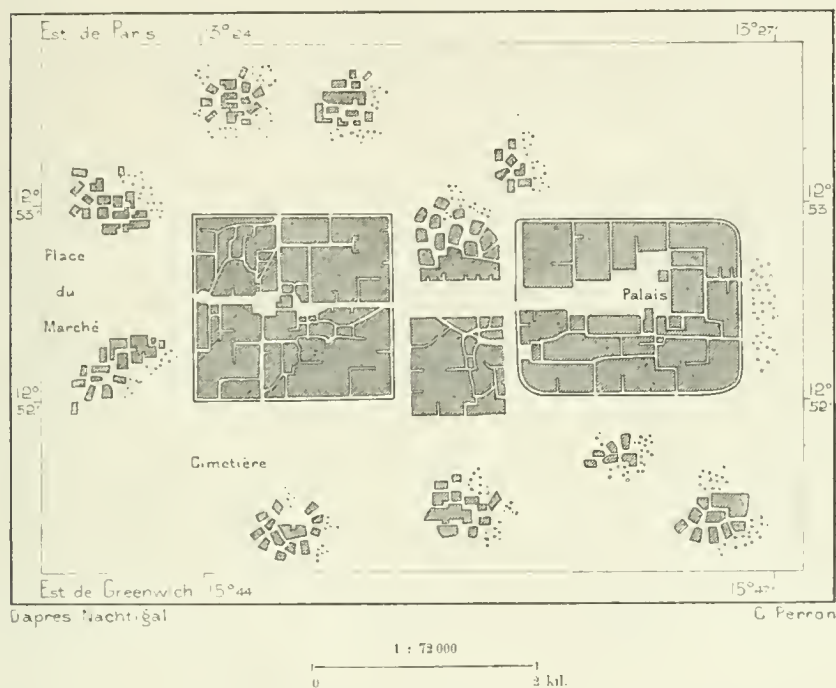 Est de Paris 13°24' 13°27'
12°
53'
12°
53'
Place
du
Marché
Palais
12°
52'
12°
52'
Cimetière
Est de Greenwich 15°44' 15°47'
D'après Nachtigal C. Perron
1 : 72 000
0 2 kil.